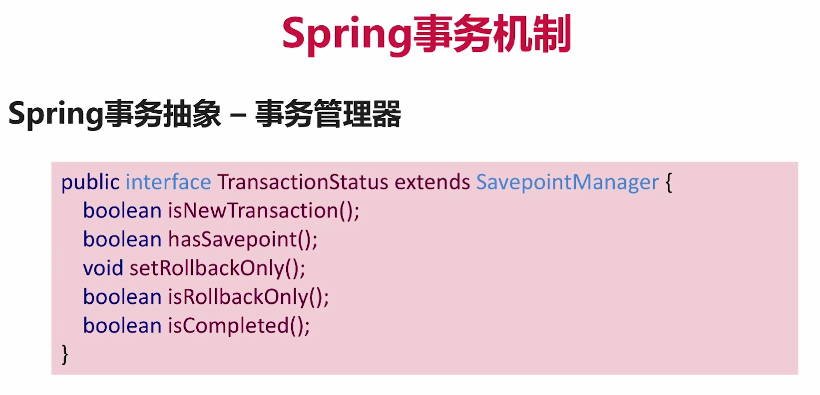 Spring事务机制
Spring事务抽象 – 事务管理器
public interface TransactionStatus extends SavepointManager {
boolean isNewTransaction();
boolean hasSavepoint();
void setRollbackOnly();
boolean isRollbackOnly();
boolean isCompleted();
}